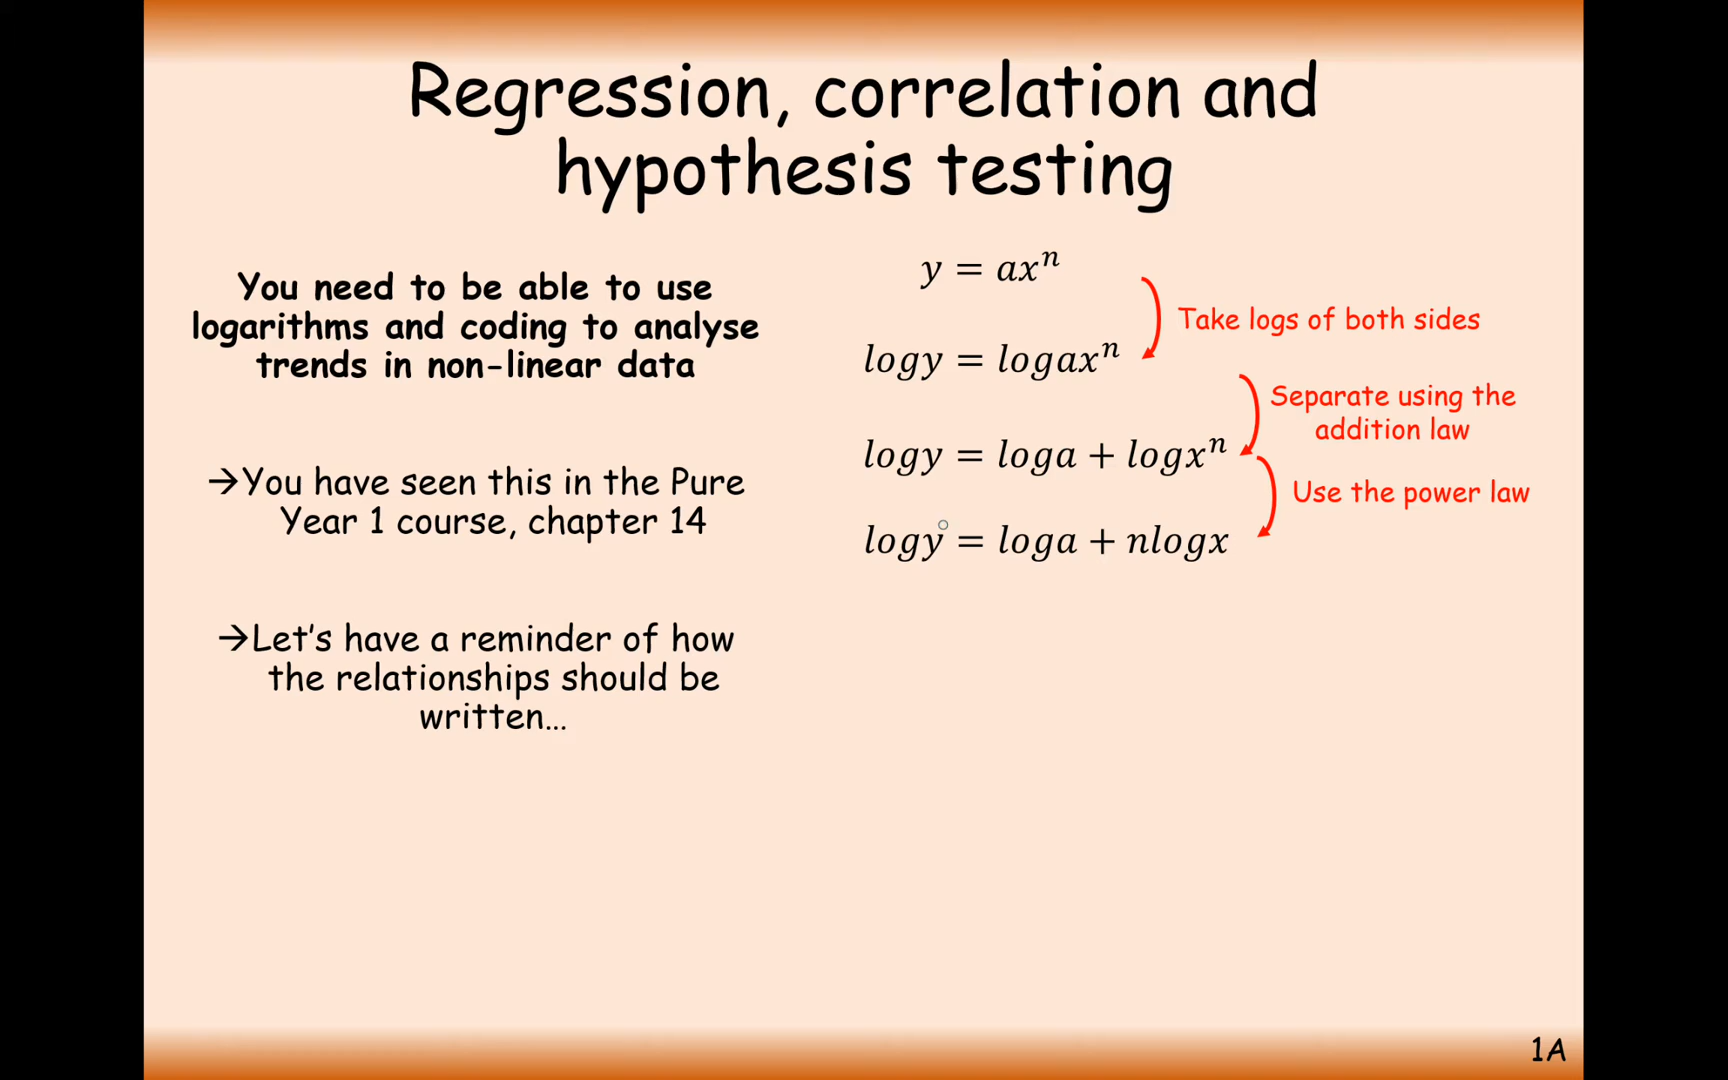 Regression, correlation and
hypothesis testing
You need to be able to use
logarithms and coding to analyse
trends in non-linear data
→You have seen this in the Pure
Year 1 course, chapter 14
→Let's have a reminder of how
the relationships should be
written…
y = axⁿ
Take logs of both sides
logy = logaxⁿ
Separate using the
addition law
logy = loga + logxⁿ
Use the power law
logy = loga + nlogx
1A